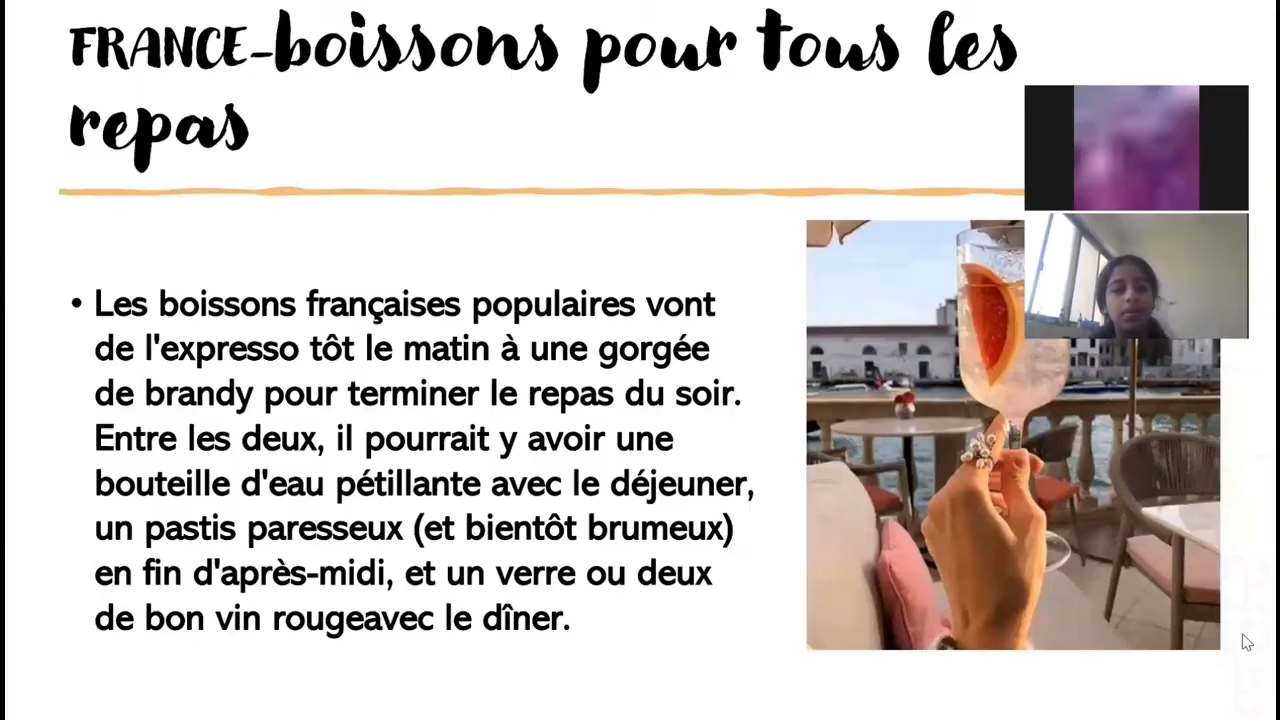 FRANCE-boissons pour tous les
repas
• Les boissons françaises populaires vont
de l'expresso tôt le matin à une gorgée
de brandy pour terminer le repas du soir.
Entre les deux, il pourrait y avoir une
bouteille d'eau pétillante avec le déjeuner,
un pastis paresseux (et bientôt brumeux)
en fin d'après-midi, et un verre ou deux
de bon vin rougeavec le dîner.